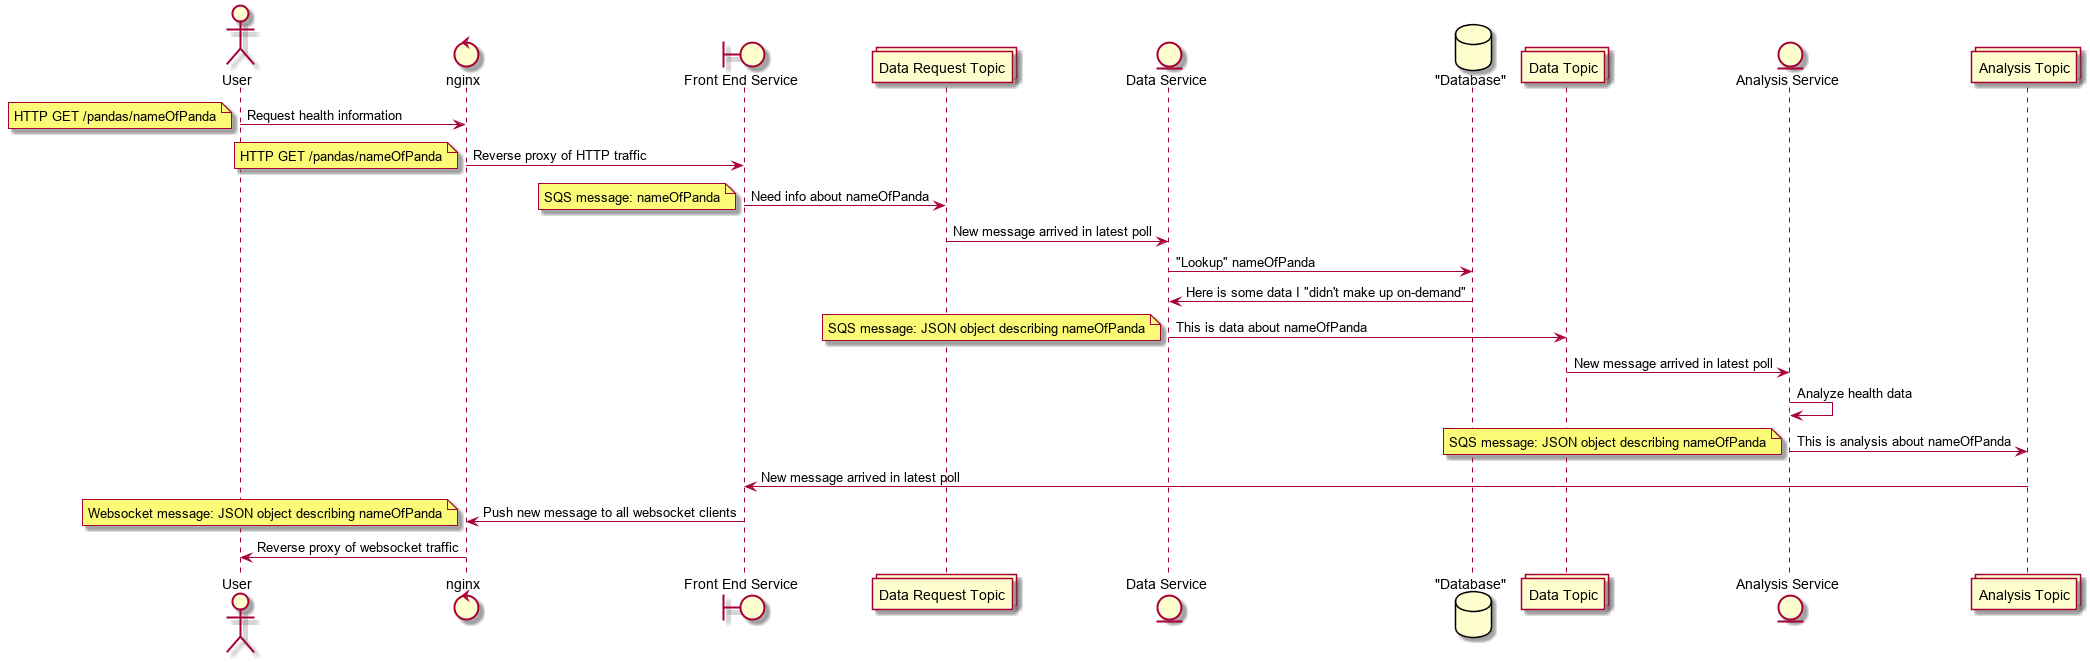 User
nginx
Front End Service
Data Request Topic
Data Service
"Database"
Data Topic
Analysis Service
Analysis Topic
HTTP GET /pandas/nameOfPanda
Request health information
HTTP GET /pandas/nameOfPanda
Reverse proxy of HTTP traffic
SQS message: nameOfPanda
Need info about nameOfPanda
New message arrived in latest poll
"Lookup" nameOfPanda
Here is some data I "didn't make up on-demand"
SQS message: JSON object describing nameOfPanda
This is data about nameOfPanda
New message arrived in latest poll
Analyze health data
SQS message: JSON object describing nameOfPanda
This is analysis about nameOfPanda
New message arrived in latest poll
Websocket message: JSON object describing nameOfPanda
Push new message to all websocket clients
Reverse proxy of websocket traffic
User
nginx
Front End Service
Data Request Topic
Data Service
"Database"
Data Topic
Analysis Service
Analysis Topic